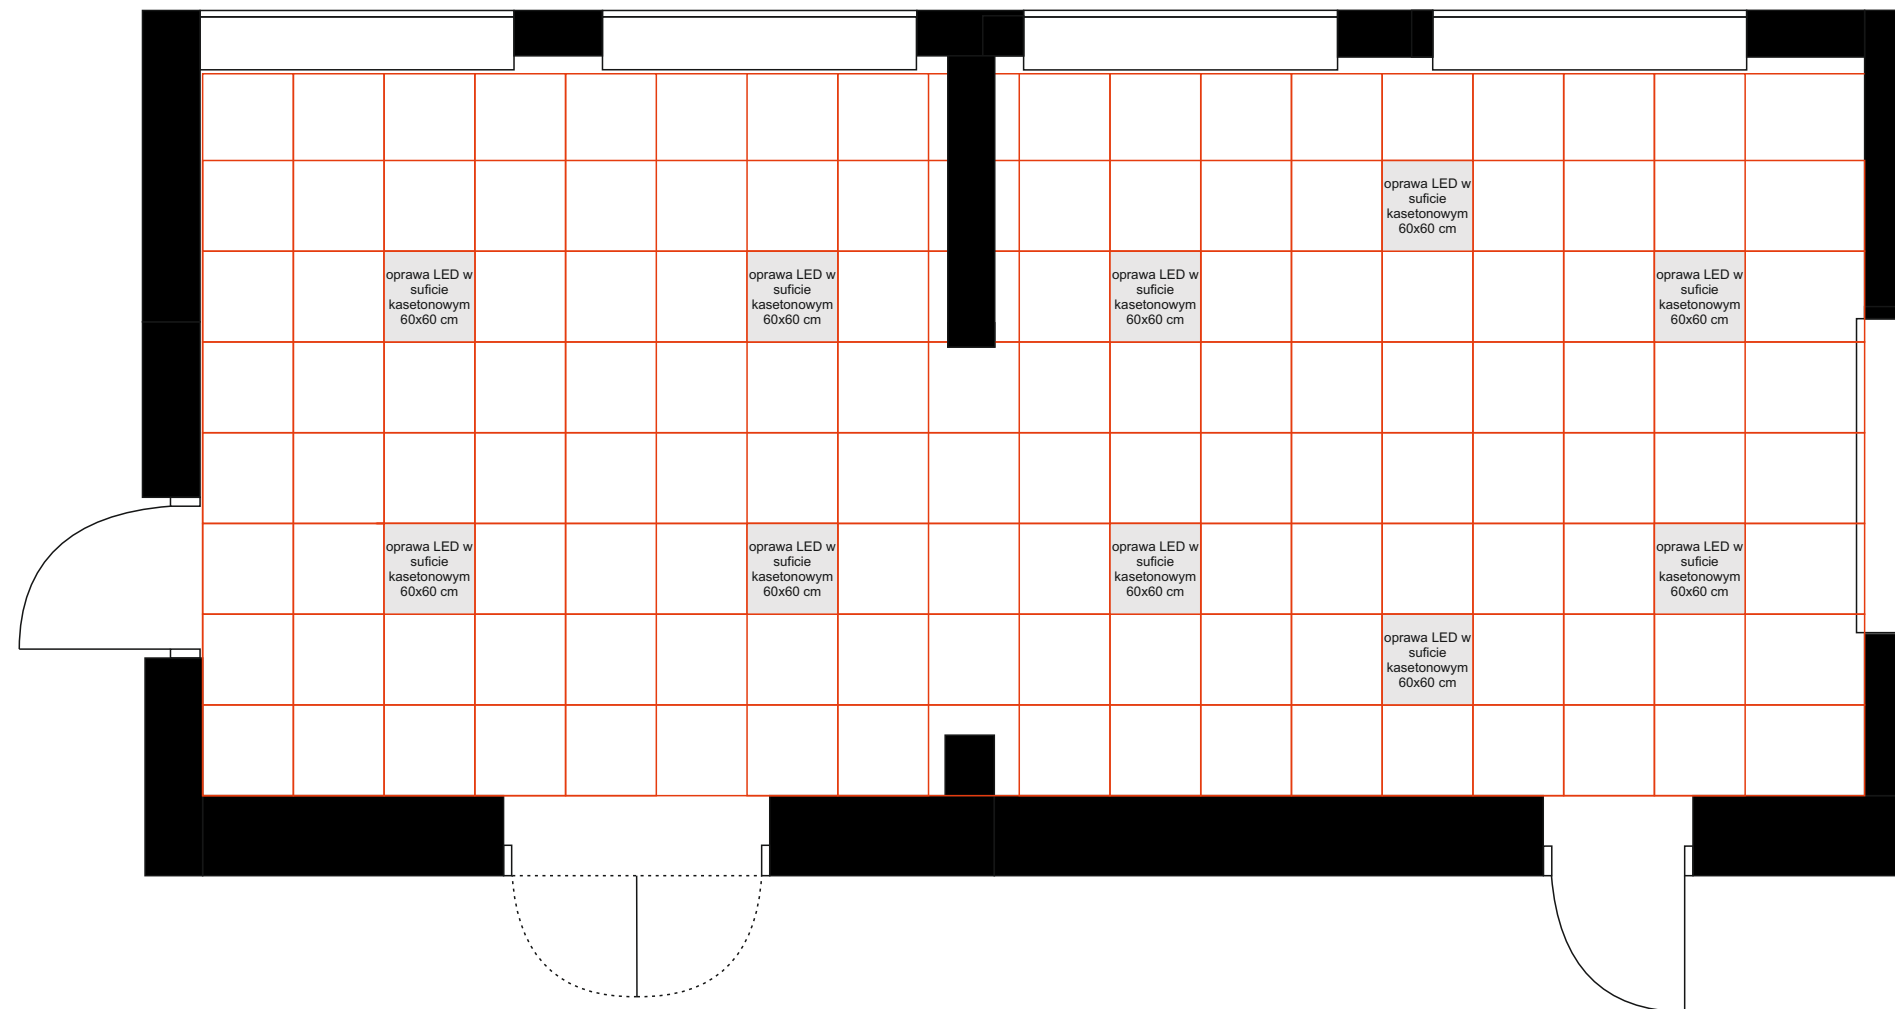 oprawa LED w
suficie
kasetonowym
60x60 cm
oprawa LED w
suficie
kasetonowym
60x60 cm
oprawa LED w
suficie
kasetonowym
60x60 cm
oprawa LED w
suficie
kasetonowym
60x60 cm
oprawa LED w
suficie
kasetonowym
60x60 cm
oprawa LED w
suficie
kasetonowym
60x60 cm
oprawa LED w
suficie
kasetonowym
60x60 cm
oprawa LED w
suficie
kasetonowym
60x60 cm
oprawa LED w
suficie
kasetonowym
60x60 cm
oprawa LED w
suficie
kasetonowym
60x60 cm